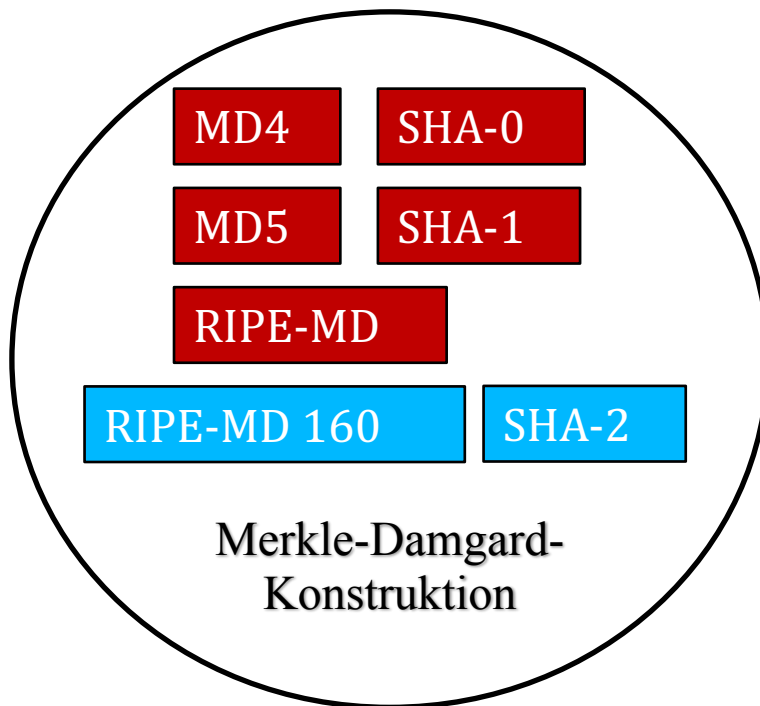 MD4 SHA-0
MD5 SHA-1
RIPE-MD
RIPE-MD 160 SHA-2
Merkle-Damgard-
Konstruktion